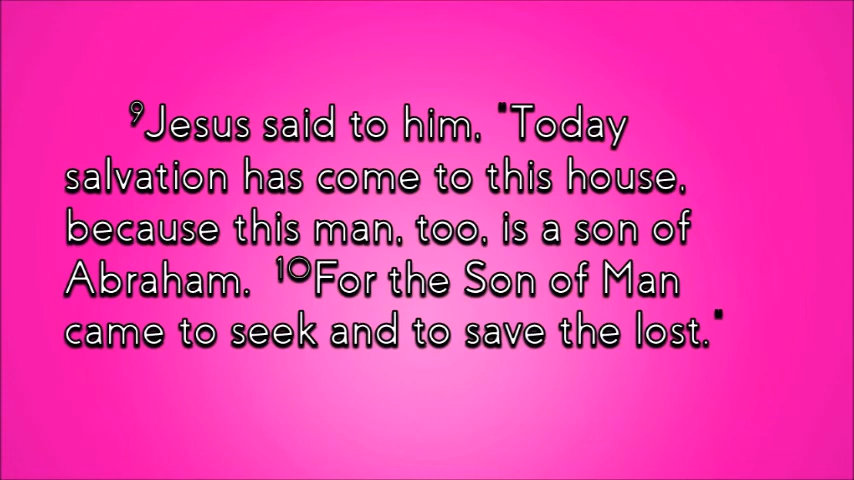 ⁹Jesus said to him, "Today
salvation has come to this house,
because this man, too, is a son of
Abraham. ¹⁰For the Son of Man
came to seek and to save the lost."